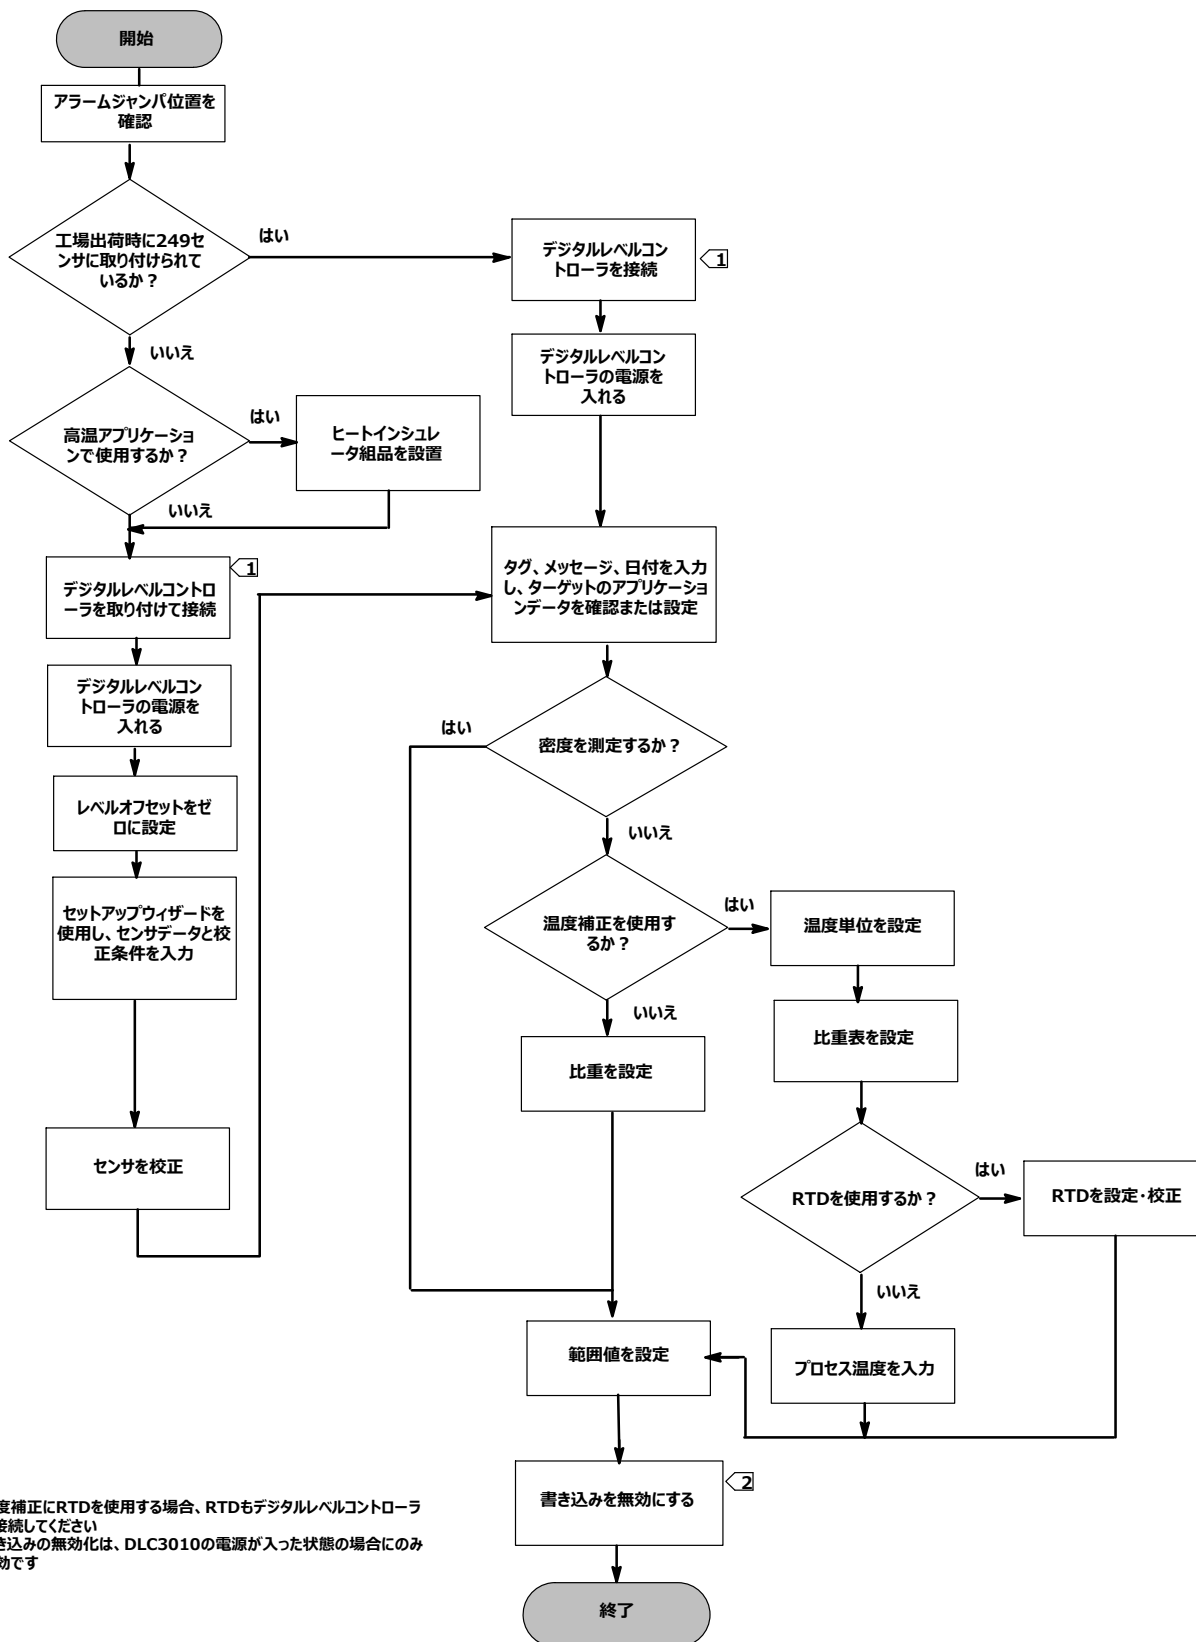 開始
アラームジャンパ位置を
確認
工場出荷時に249セ
ンサに取り付けられて
いるか？
はい
デジタルレベルコン
トローラを接続
1
いいえ
デジタルレベルコン
トローラの電源を
入れる
高温アプリケーショ
ンで使用するか？
はい
ヒートインシュレ
ータ組品を設置
いいえ
デジタルレベルコントロ
ーラを取り付けて接続
1
タグ、メッセージ、日付を入力
し、ターゲットのアプリケーショ
ンデータを確認または設定
デジタルレベルコン
トローラの電源を
入れる
はい
密度を測定するか？
レベルオフセットをゼ
ロに設定
いいえ
セットアップウィザードを
使用し、センサデータと校
正条件を入力
温度補正を使用す
るか？
はい
温度単位を設定
いいえ
比重を設定
比重表を設定
センサを校正
RTDを使用するか？
はい
RTDを設定・校正
いいえ
範囲値を設定
プロセス温度を入力
書き込みを無効にする
2
度補正にRTDを使用する場合、RTDもデジタルレベルコントローラ
接続してください
き込みの無効化は、DLC3010の電源が入った状態の場合にのみ
効です
終了